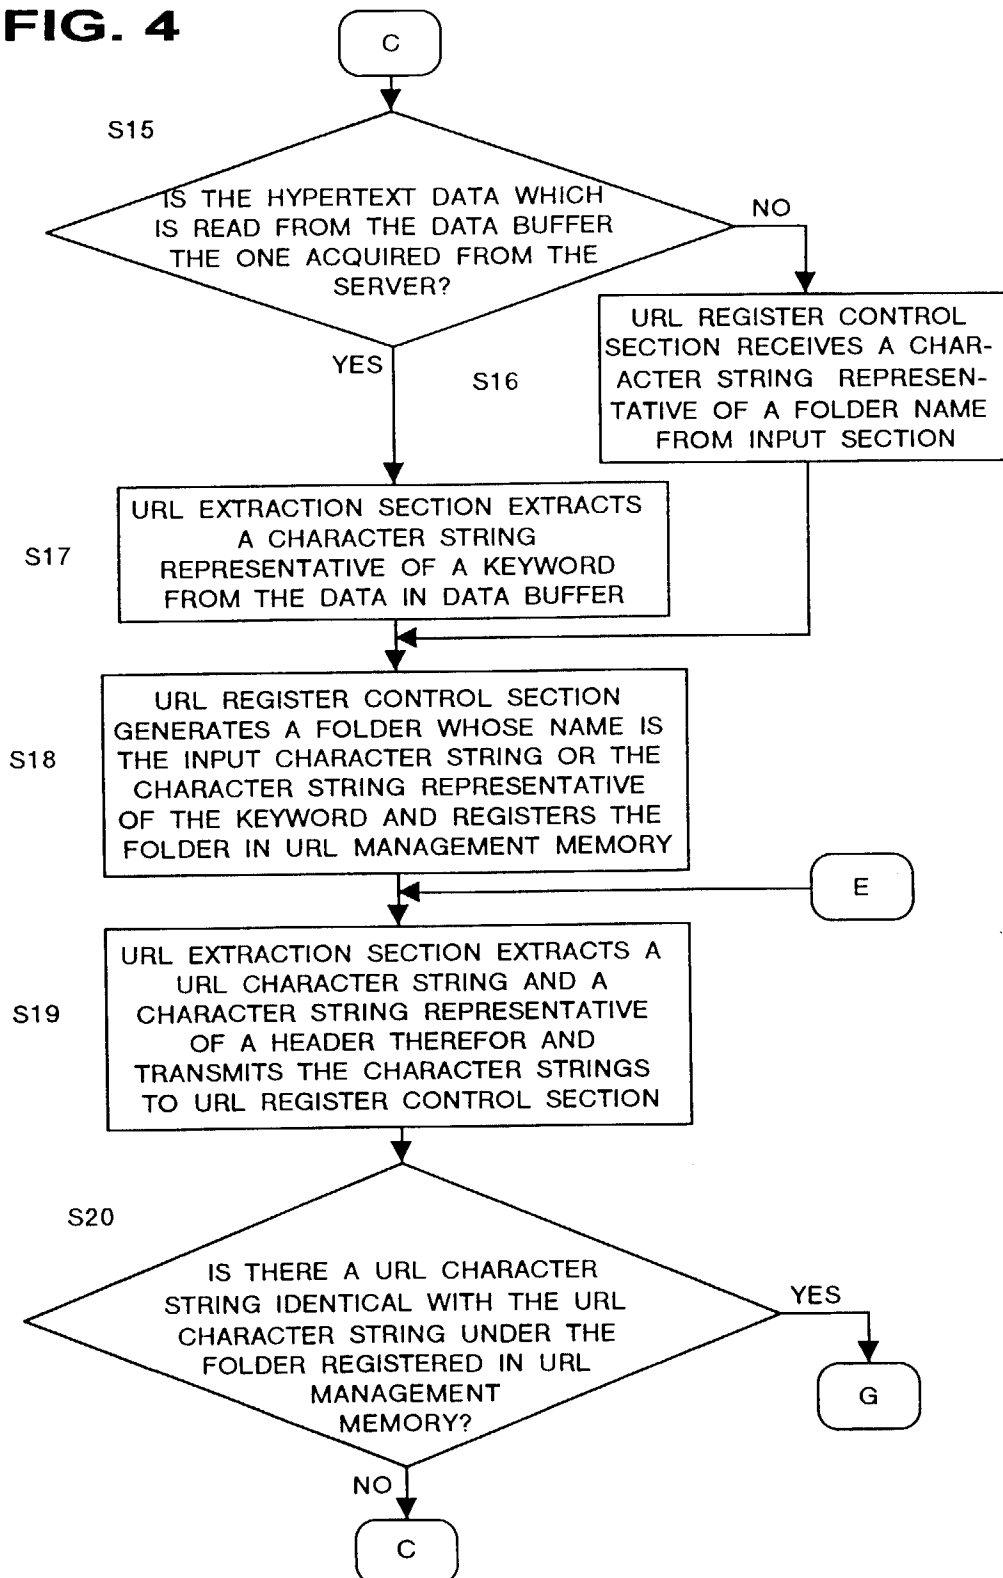 FIG. 4
C
S15
IS THE HYPERTEXT DATA WHICH
IS READ FROM THE DATA BUFFER
THE ONE ACQUIRED FROM THE
SERVER?
NO
YES
S16
URL REGISTER CONTROL
SECTION RECEIVES A CHAR-
ACTER STRING REPRESEN-
TATIVE OF A FOLDER NAME
FROM INPUT SECTION
S17
URL EXTRACTION SECTION EXTRACTS
A CHARACTER STRING
REPRESENTATIVE OF A KEYWORD
FROM THE DATA IN DATA BUFFER
S18
URL REGISTER CONTROL SECTION
GENERATES A FOLDER WHOSE NAME IS
THE INPUT CHARACTER STRING OR THE
CHARACTER STRING REPRESENTATIVE
OF THE KEYWORD AND REGISTERS THE
FOLDER IN URL MANAGEMENT MEMORY
E
S19
URL EXTRACTION SECTION EXTRACTS A
URL CHARACTER STRING AND A
CHARACTER STRING REPRESENTATIVE
OF A HEADER THEREFOR AND
TRANSMITS THE CHARACTER STRINGS
TO URL REGISTER CONTROL SECTION
S20
IS THERE A URL CHARACTER
STRING IDENTICAL WITH THE URL
CHARACTER STRING UNDER THE
FOLDER REGISTERED IN URL
MANAGEMENT
MEMORY?
YES
G
NO
C